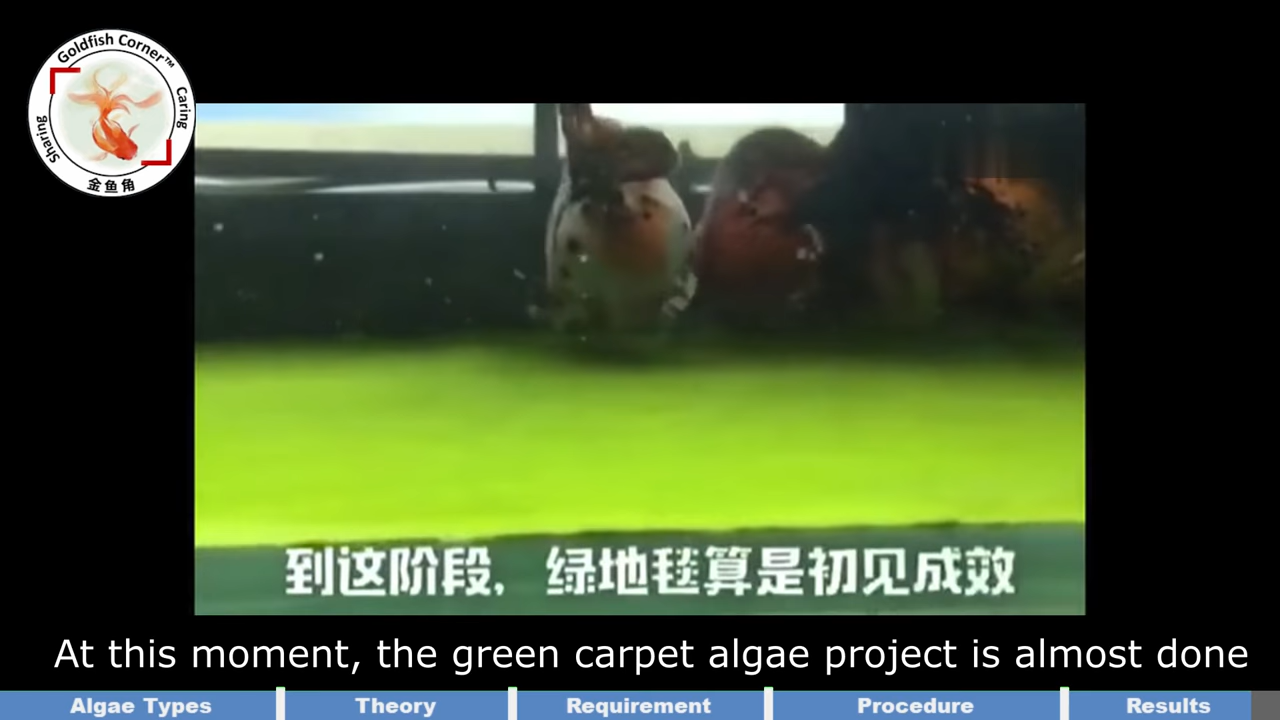 Goldfish Corner™
Caring
Sharing
金鱼角
到这阶段，绿地毯算是初见成效
At this moment, the green carpet algae project is almost done
Algae Types
Theory
Requirement
Procedure
Results